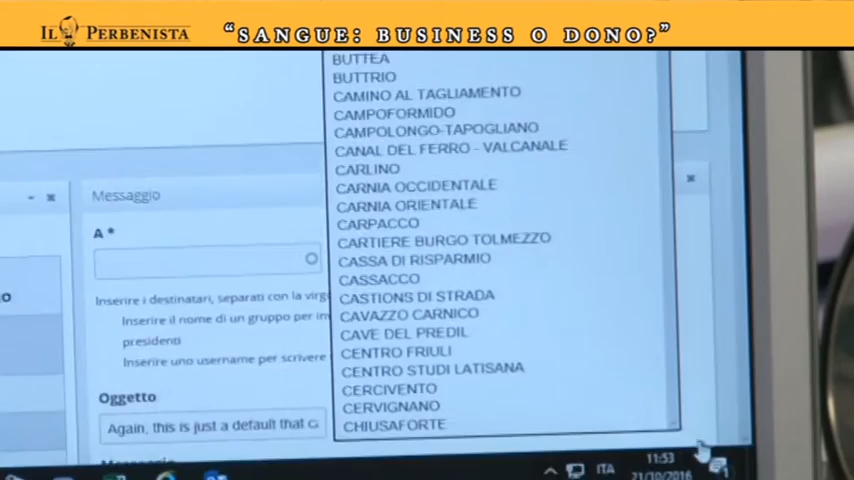 IL PERBENISTA
"SANGUE: BUSINESS O DONO?"
BUTTEA
BUTTRIO
CAMINO AL TAGLIAMENTO
CAMPOFORMIDO
CAMPOLONGO-TAPOGLIANO
CANAL DEL FERRO - VALCANALE
CARLINO
CARNIA OCCIDENTALE
CARNIA ORIENTALE
CARPACCO
CARTIERE BURGO TOLMEZZO
CASSA DI RISPARMIO
CASSACCO
CASTIONS DI STRADA
CAVAZZO CARNICO
CAVE DEL PREDIL
CENTRO FRIULI
CENTRO STUDI LATISANA
CERCIVENTO
CERVIGNANO
CHIUSAFORTE
Messaggio
A *
Inserire i destinatari, separati con la virg
Inserire il nome di un gruppo per in
presidenti
Inserire uno username per scrivere
Oggetto
Again, this is just a default that c
ITA
11:53
21/10/2016